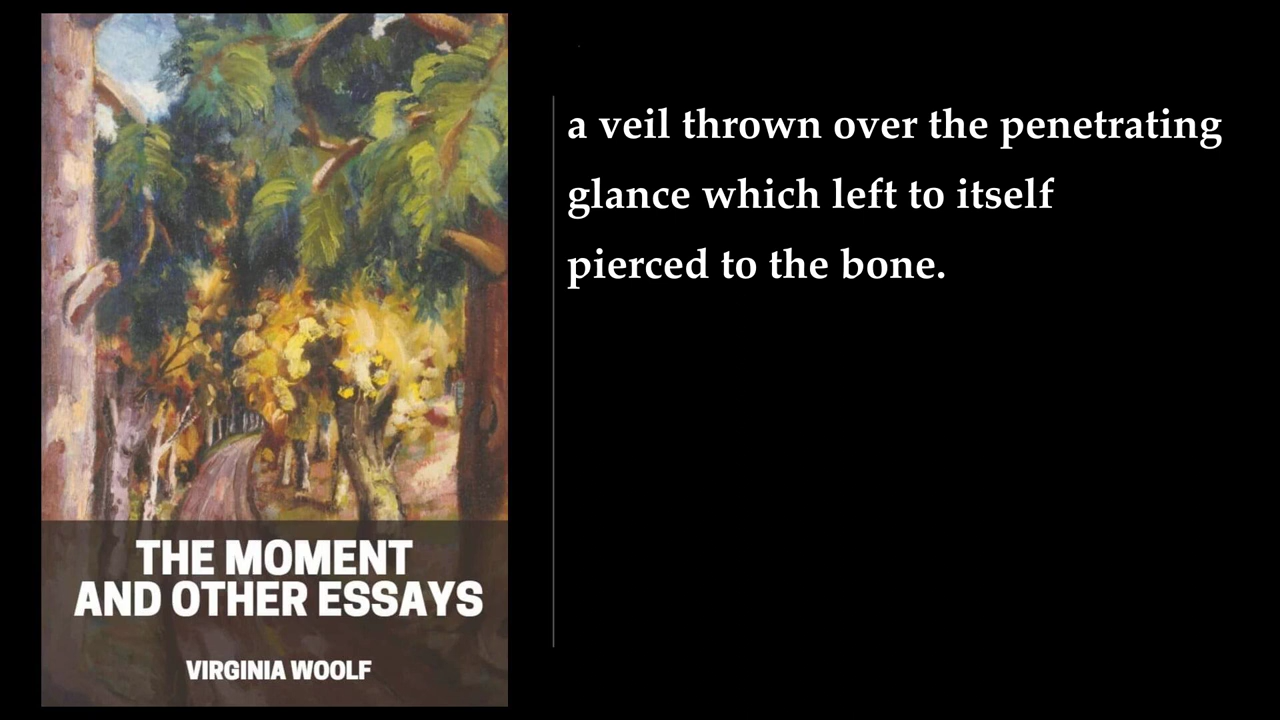 a veil thrown over the penetrating
glance which left to itself
pierced to the bone.
THE MOMENT
AND OTHER ESSAYS
VIRGINIA WOOLF